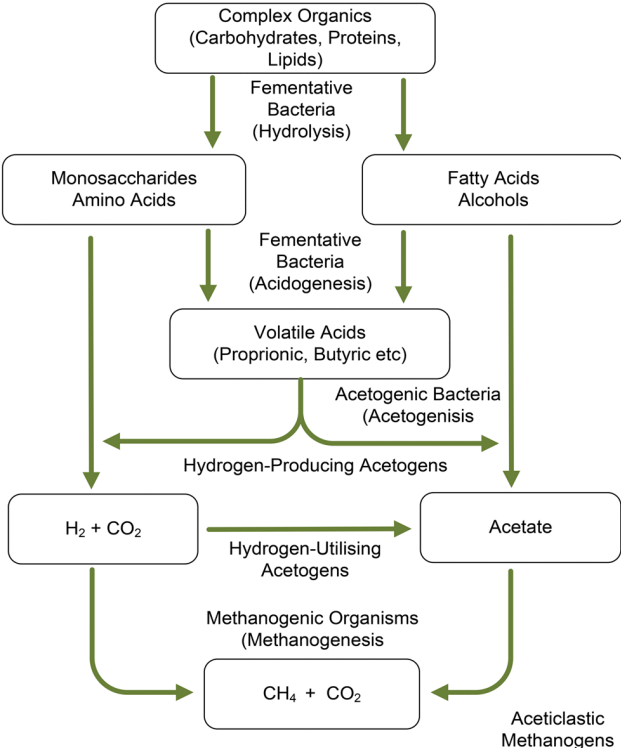 Complex Organics
(Carbohydrates, Proteins,
Lipids)
Fementative
Bacteria
(Hydrolysis)
Monosaccharides
Amino Acids
Fatty Acids
Alcohols
Fementative
Bacteria
(Acidogenesis)
Volatile Acids
(Proprionic, Butyric etc)
Acetogenic Bacteria
(Acetogenisis
Hydrogen-Producing Acetogens
H₂ + CO₂
Acetate
Hydrogen-Utilising
Acetogens
Methanogenic Organisms
(Methanogenesis
CH₄ + CO₂
Aceticlastic
Methanogens